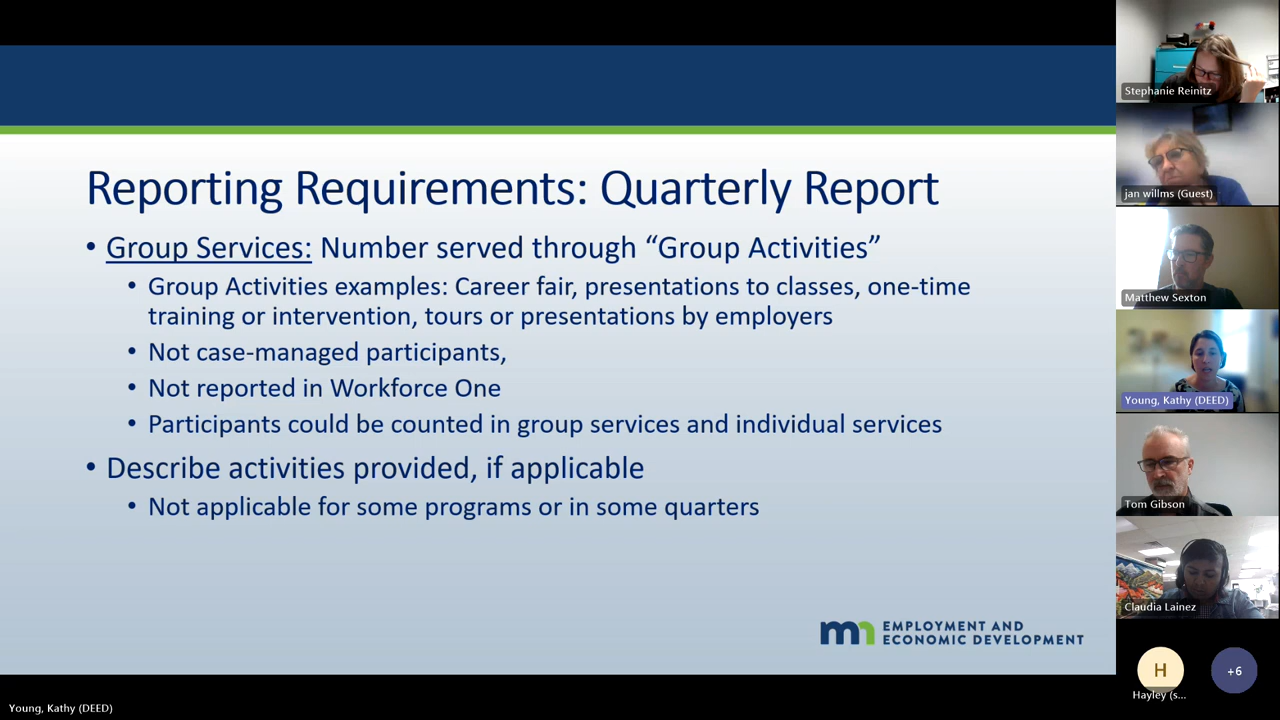 Reporting Requirements: Quarterly Report
• Group Services: Number served through “Group Activities”
• Group Activities examples: Career fair, presentations to classes, one-time
training or intervention, tours or presentations by employers
• Not case-managed participants,
• Not reported in Workforce One
• Participants could be counted in group services and individual services
• Describe activities provided, if applicable
• Not applicable for some programs or in some quarters
mn EMPLOYMENT AND
ECONOMIC DEVELOPMENT
Young, Kathy (DEED)
Stephanie Reinitz
jan willms (Guest)
Matthew Sexton
Young, Kathy (DEED)
Tom Gibson
Claudia Lainez
H
+6
Hayley (s...